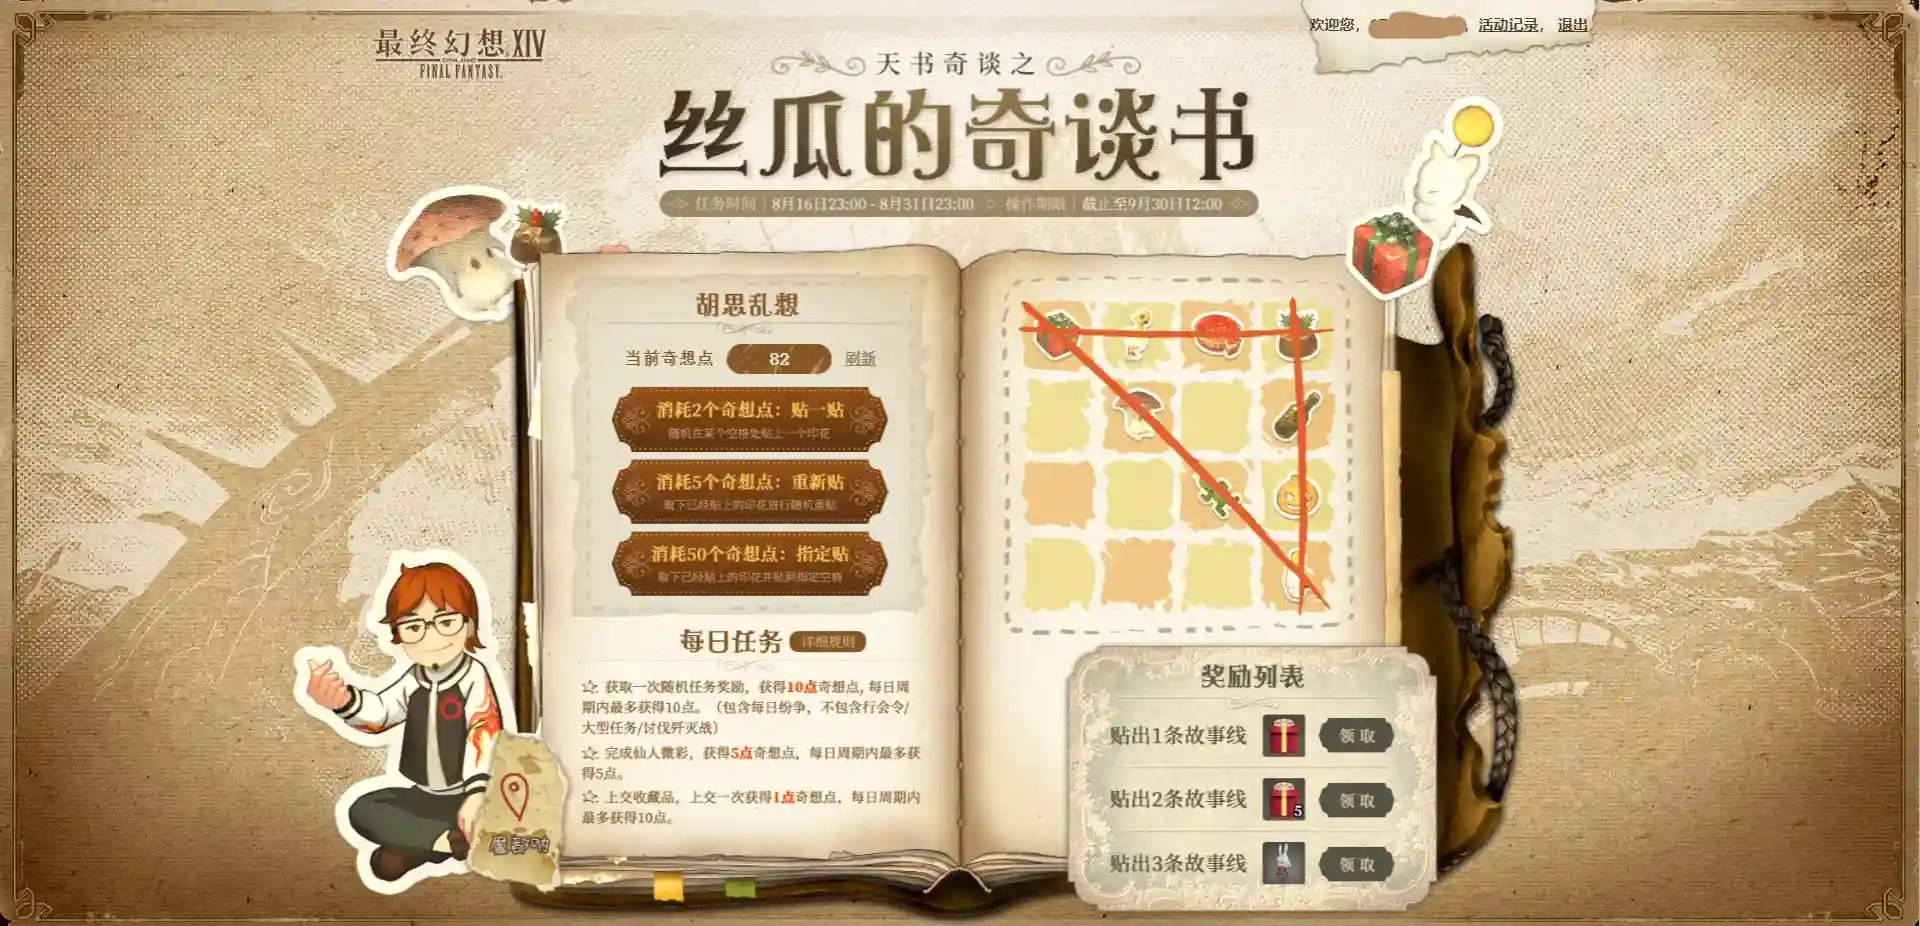 最终幻想XIV
ONLINE
FINAL FANTASY.
欢迎您，
，活动记录，退出
天书奇谈之
丝瓜的奇谈书
任务时间｜8月16日23:00 - 8月31日23:00 操作期限｜截止至9月30日12:00
胡思乱想
当前奇想点 82 刷新
消耗2个奇想点：贴一贴
随机在某个空格处贴上一个印花
消耗5个奇想点：重新贴
取下已经贴上的印花进行随机重贴
消耗50个奇想点：指定贴
取下已经贴上的印花并贴到指定空格
每日任务 详细规则
获取一次随机任务奖励，获得10点奇想点，每日周
期内最多获得10点。（包含每日纷争，不包含行会令/
大型任务/讨伐歼灭战）
完成仙人微彩，获得5点奇想点，每日周期内最多获
得5点。
上交收藏品，上交一次获得1点奇想点，每日周期内
最多获得10点。
魔都呐
奖励列表
贴出1条故事线 领取
贴出2条故事线 5 领取
贴出3条故事线 领取